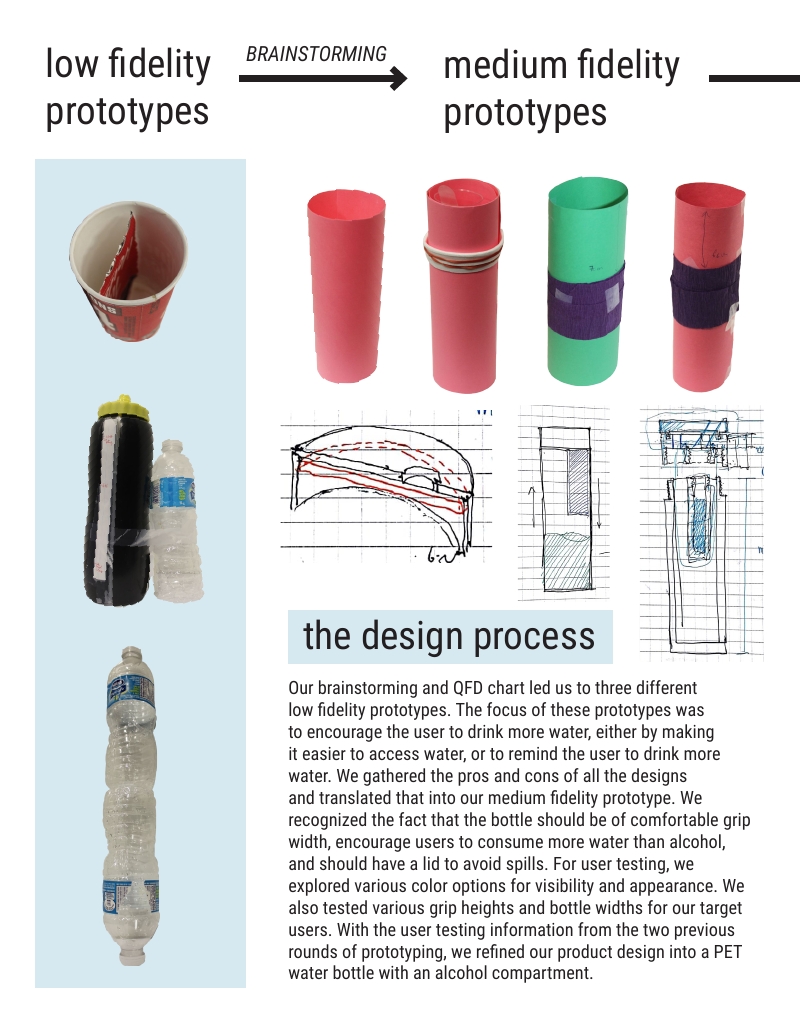 low fidelity
prototypes
BRAINSTORMING
medium fidelity
prototypes
the design process
Our brainstorming and QFD chart led us to three different
low fidelity prototypes. The focus of these prototypes was
to encourage the user to drink more water, either by making
it easier to access water, or to remind the user to drink more
water. We gathered the pros and cons of all the designs
and translated that into our medium fidelity prototype. We
recognized the fact that the bottle should be of comfortable grip
width, encourage users to consume more water than alcohol,
and should have a lid to avoid spills. For user testing, we
explored various color options for visibility and appearance. We
also tested various grip heights and bottle widths for our target
users. With the user testing information from the two previous
rounds of prototyping, we refined our product design into a PET
water bottle with an alcohol compartment.